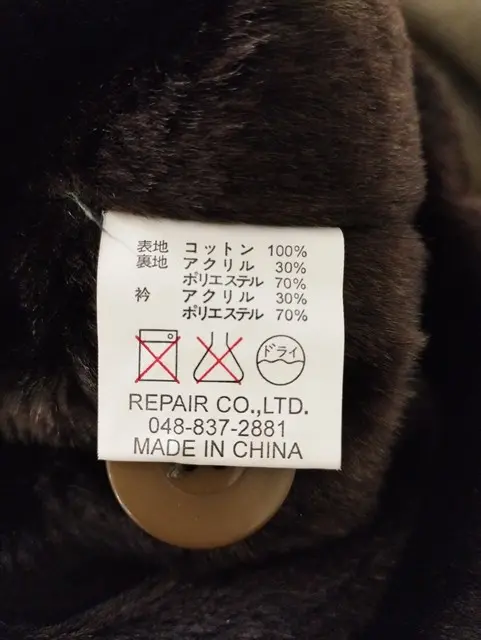 表地 コットン 100%
裏地 アクリル 30%
ポリエステル 70%
衿 アクリル 30%
ポリエステル 70%
ドライ
REPAIR CO.,LTD.
048-837-2881
MADE IN CHINA